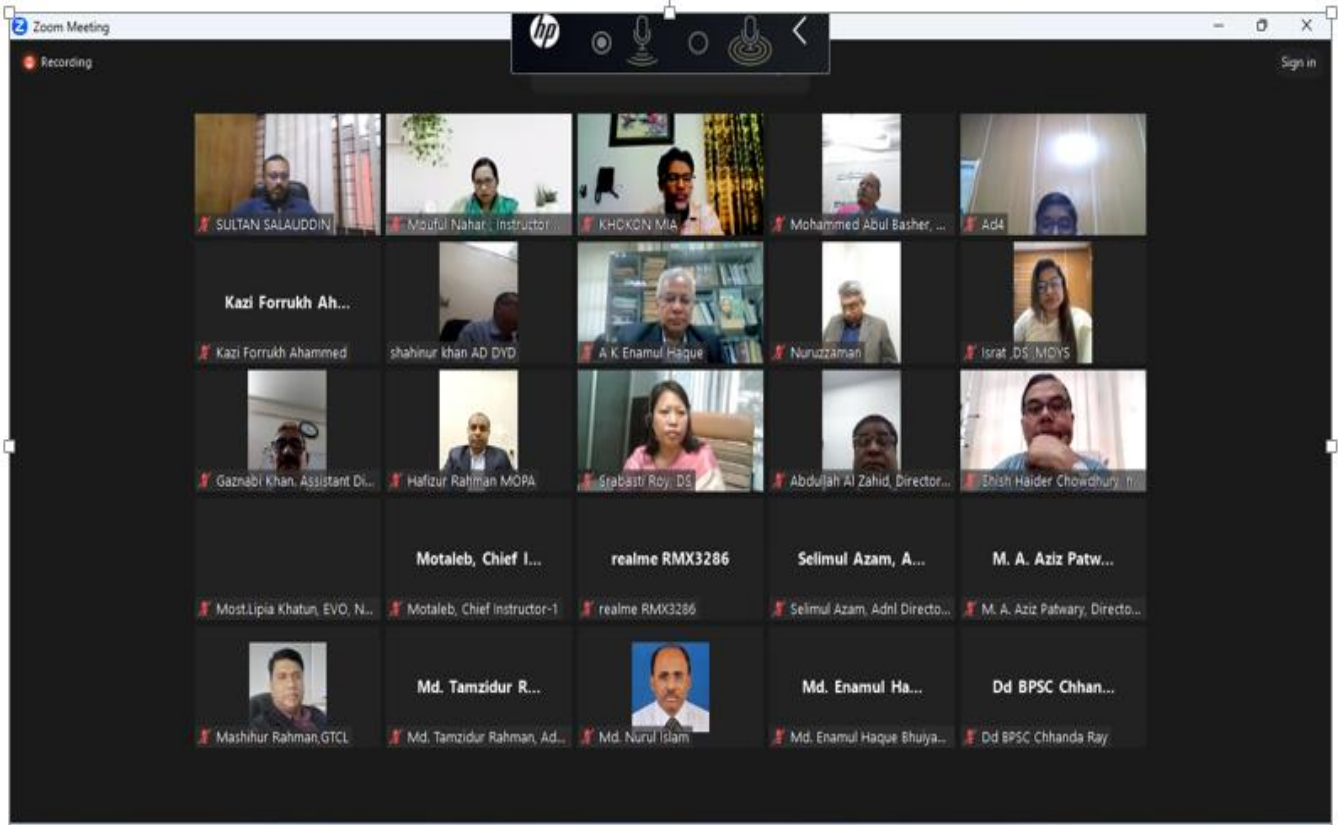 Zoom Meeting
hp
Recording
Sign in
SULTAN SALAUDDIN
Mouful Nahar , Instructor
KHOKON MIA
Mohammed Abul Basher, ...
Ad4
Kazi Forrukh Ah...
Kazi Forrukh Ahammed
shahinur khan AD DYD
A K Enamul Haque
Nuruzzaman
Israt ,DS ,MOYS
Gaznabi Khan. Assistant Di...
Hafizur Rahman MOPA
Srabasti Roy, DS
Abdullah Al Zahid, Director...
Shish Haider Chowdhury
Motaleb, Chief I...
realme RMX3286
Selimul Azam, A...
M. A. Aziz Patw...
Most.Lipia Khatun, EVO, N...
Motaleb, Chief Instructor-1
realme RMX3286
Selimul Azam, Adnl Directo...
M. A. Aziz Patwary, Directo...
Md. Tamzidur R...
Md. Enamul Ha...
Dd BPSC Chhan...
Mashihur Rahman,GTCL
Md. Tamzidur Rahman, Ad...
Md. Nurul Islam
Md. Enamul Haque Bhuiya...
Dd BPSC Chhanda Ray